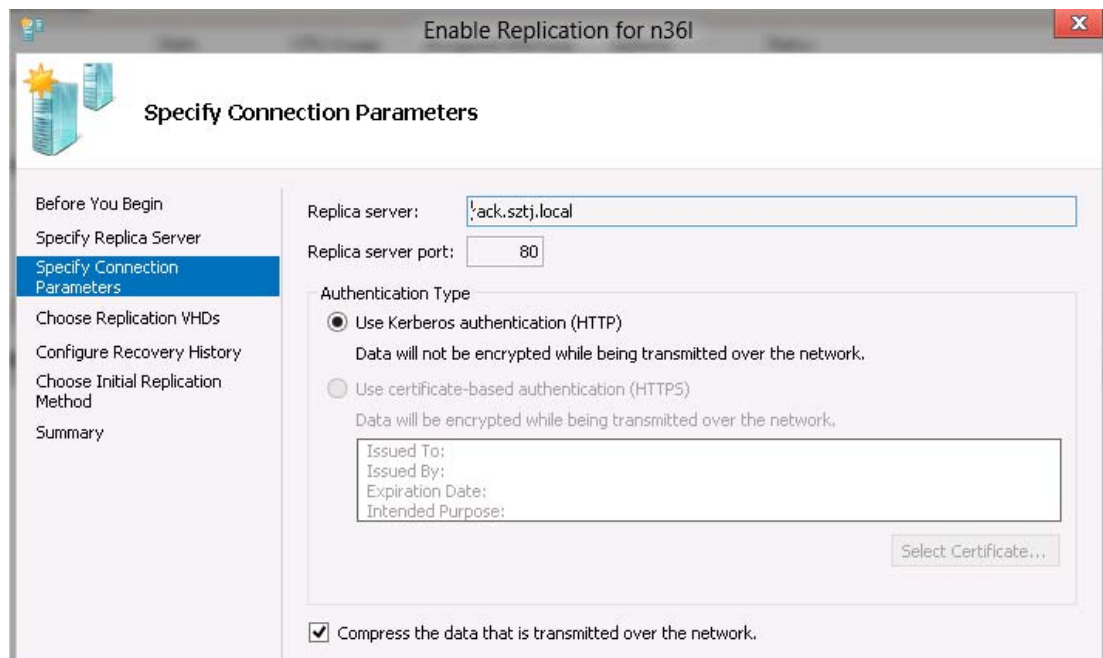 Enable Replication for n36l
X
Specify Connection Parameters
Before You Begin
Specify Replica Server
Specify Connection
Parameters
Choose Replication VHDs
Configure Recovery History
Choose Initial Replication
Method
Summary
Replica server:
Replica server port: 80
Authentication Type
Use Kerberos authentication (HTTP)
Data will not be encrypted while being transmitted over the network.
Use certificate-based authentication (HTTPS)
Data will be encrypted while being transmitted over the network.
Issued To:
Issued By:
Expiration Date:
Intended Purpose:
Select Certificate...
Compress the data that is transmitted over the network.